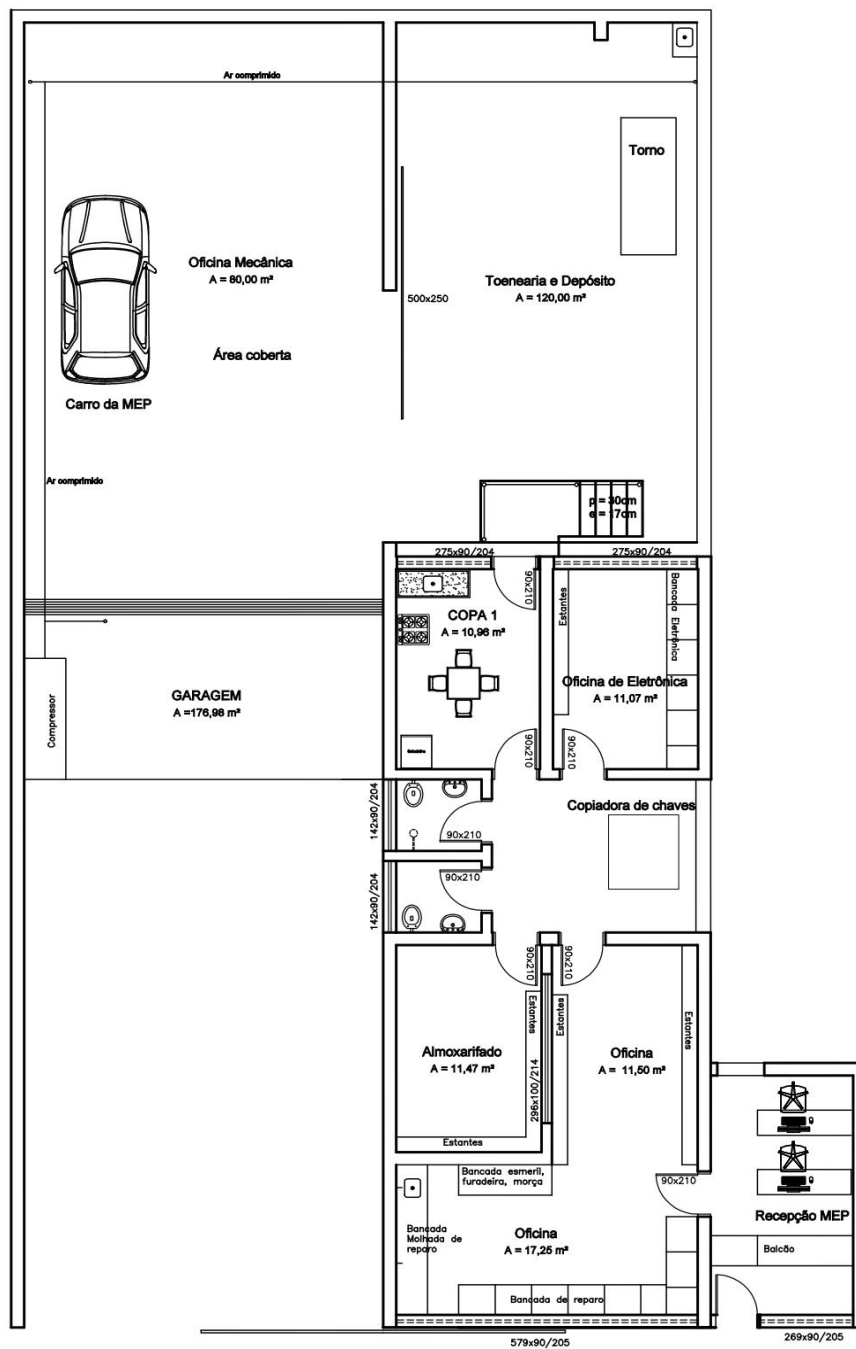 Ar comprimido
Torno
Oficina Mecânica
A = 80,00 m²
Toenearia e Depósito
A = 120,00 m²
500x250
Área coberta
Carro da MEP
Ar comprimido
p = 30cm
e = 17cm
275x90/204
275x90/204
90x210
COPA 1
A = 10,96 m²
Estantes
Bancada Eletrônica
Oficina de Eletrônica
A = 11,07 m²
GARAGEM
A =176,98 m²
Compressor
90x210
90x210
142x90/204
90x210
Copiadora de chaves
142x90/204
90x210
90x210
90x210
Almoxarifado
A = 11,47 m²
Estantes
Estantes
Estantes
Oficina
A = 11,50 m²
296x100/214
Estantes
Bancada esmeril,
furadeira, morça
90x210
Recepção MEP
Bancada
Molhada de
reparo
Oficina
A = 17,25 m²
Balcão
Bancada de reparo
579x90/205
269x90/205